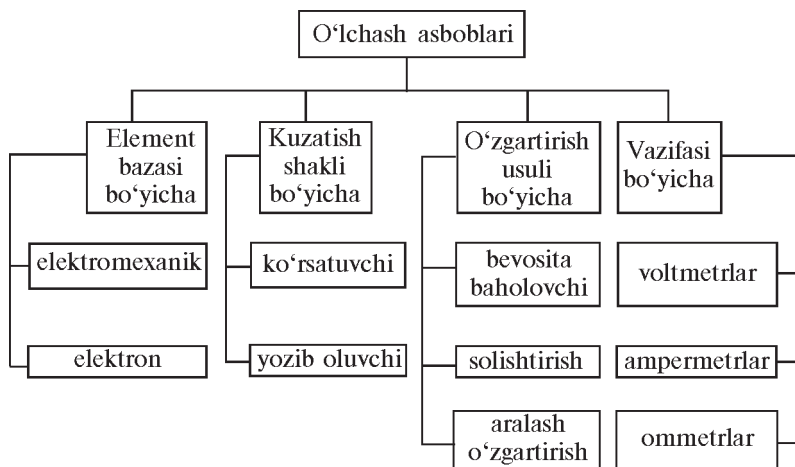 O‘lchash asboblari
Element
bazasi
bo‘yicha
Kuzatish
shakli
bo‘yicha
O‘zgartirish
usuli
bo‘yicha
Vazifasi
bo‘yicha
elektromexanik
elektron
ko‘rsatuvchi
yozib oluvchi
bevosita
baholovchi
solishtirish
aralash
o‘zgartirish
voltmetrlar
ampermetrlar
ommetrlar